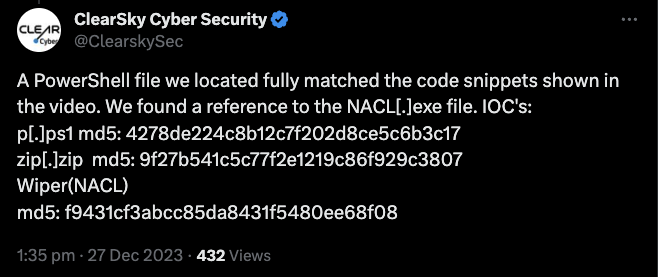 CLEAR
Cyber
ClearSky Cyber Security
@ClearskySec
A PowerShell file we located fully matched the code snippets shown in
the video. We found a reference to the NACL[.]exe file. IOC's:
p[.]ps1 md5: 4278de224c8b12c7f202d8ce5c6b3c17
zip[.]zip  md5: 9f27b541c5c77f2e1219c86f929c3807
Wiper(NACL)
md5: f9431cf3abcc85da8431f5480ee68f08
1:35 pm · 27 Dec 2023 · 432 Views